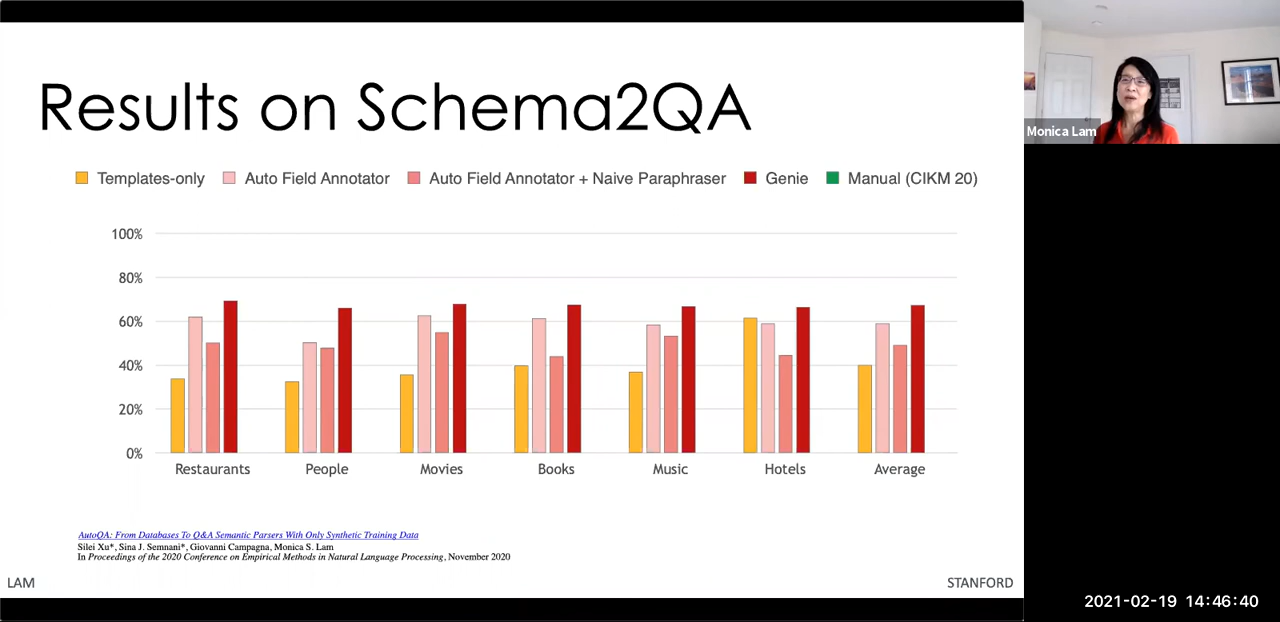 Results on Schema2QA
Templates-only Auto Field Annotator Auto Field Annotator + Naive Paraphraser Genie Manual (CIKM 20)
100%
80%
60%
40%
20%
0%
Restaurants People Movies Books Music Hotels Average
AutoQA: From Databases To Q&A Semantic Parsers With Only Synthetic Training Data
Silei Xu*, Sina J. Semnani*, Giovanni Campagna, Monica S. Lam
In Proceedings of the 2020 Conference on Empirical Methods in Natural Language Processing, November 2020
LAM STANFORD
Monica Lam
2021-02-19 14:46:40